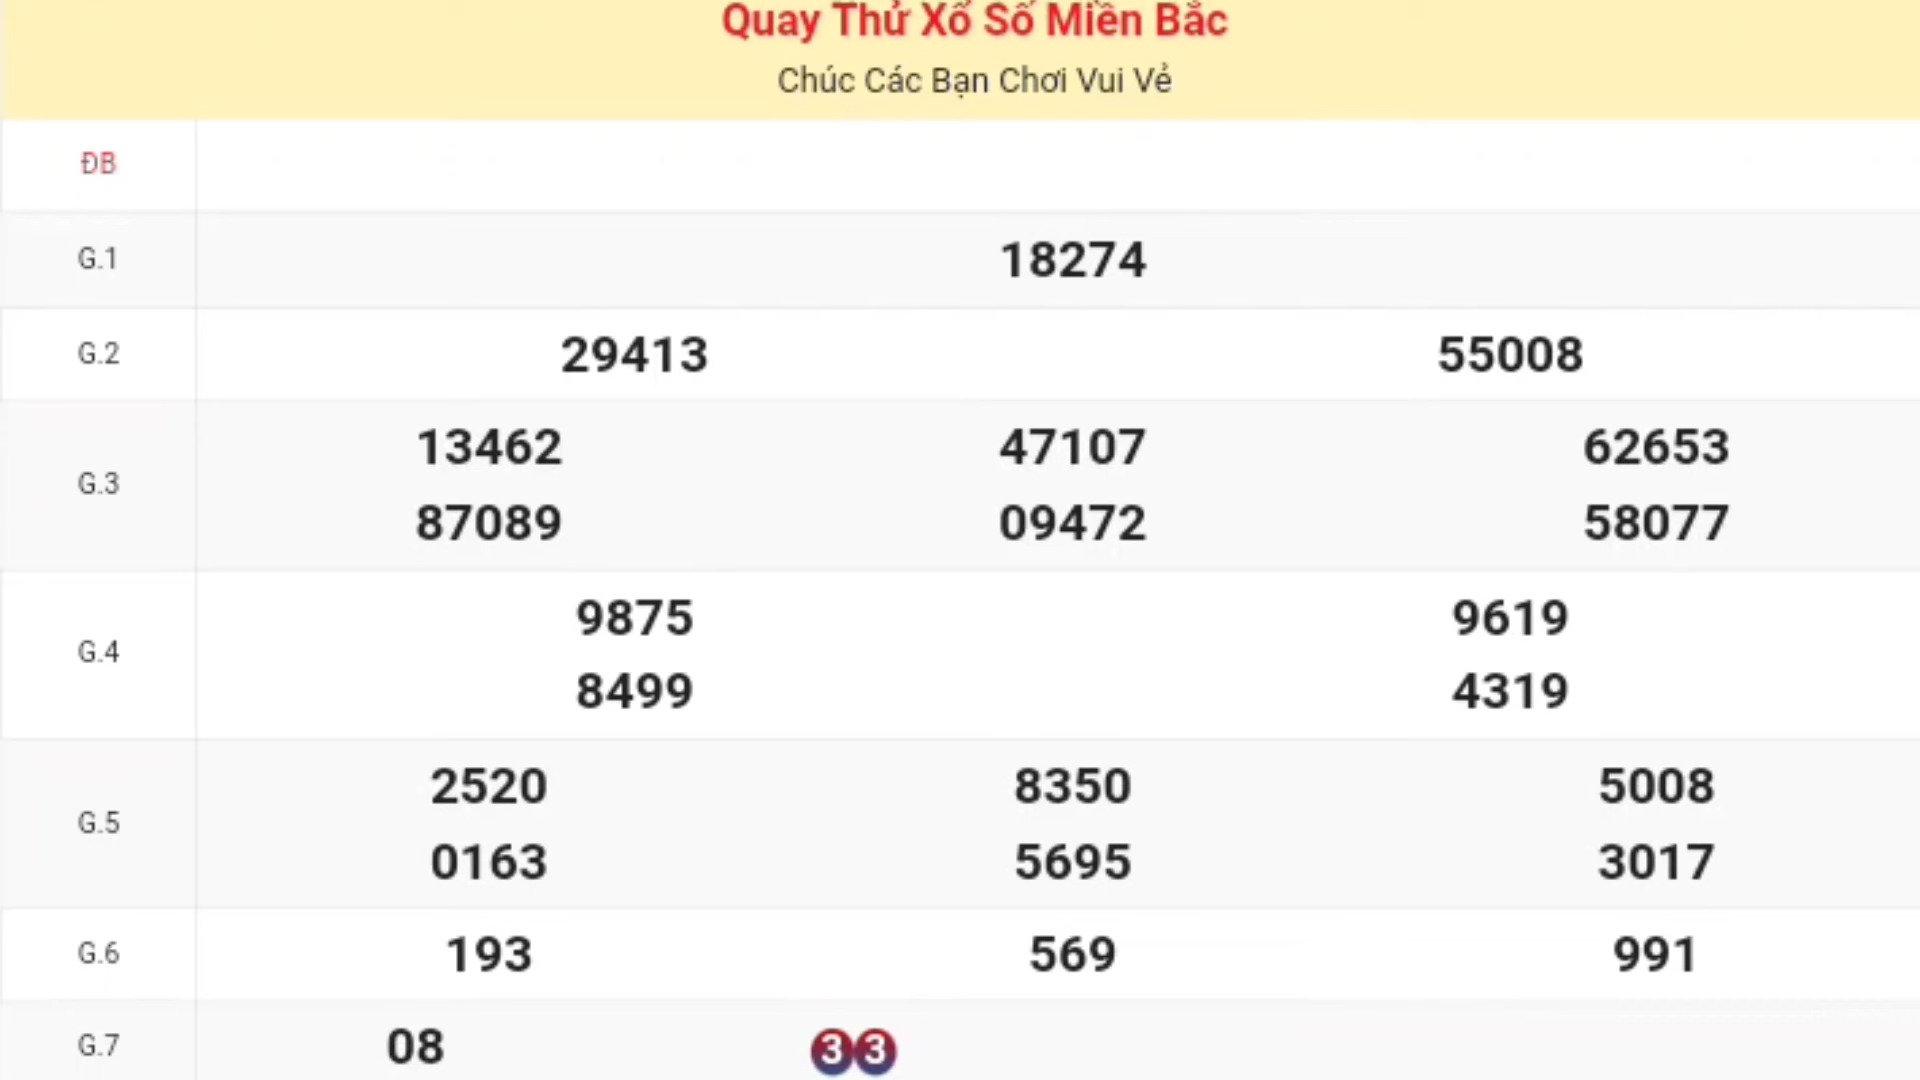 Quay Thử Xổ Số Miền Bắc
Chúc Các Bạn Chơi Vui Vẻ
ĐB
G.1 18274
G.2 29413 55008
G.3 13462 47107 62653
87089 09472 58077
G.4 9875 9619
8499 4319
G.5 2520 8350 5008
0163 5695 3017
G.6 193 569 991
G.7 08 33